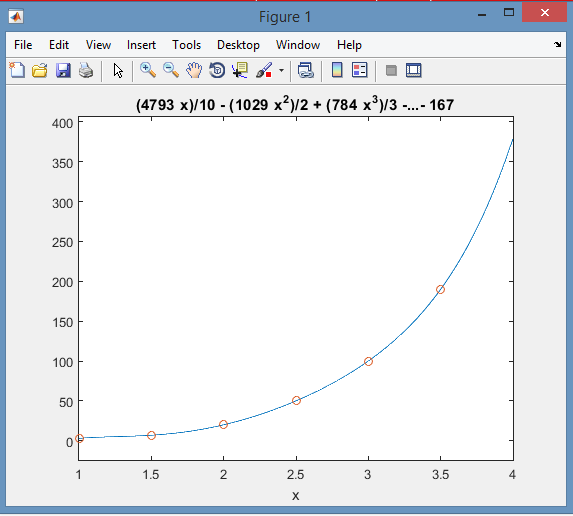 Figure 1
File Edit View Insert Tools Desktop Window Help
(4793 x)/10 - (1029 x²)/2 + (784 x³)/3 -...- 167
400
350
300
250
200
150
100
50
0
1 1.5 2 2.5 3 3.5 4
x